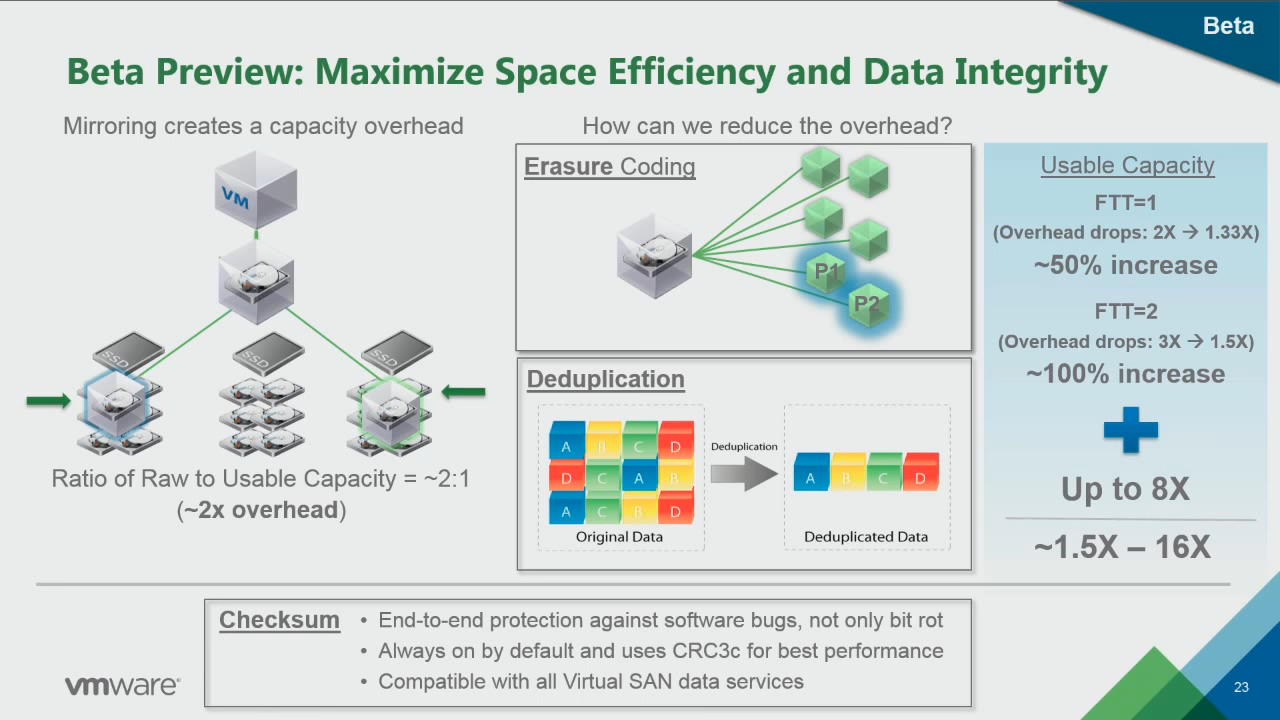 Beta
Beta Preview: Maximize Space Efficiency and Data Integrity
Mirroring creates a capacity overhead
VM
SSD
SSD
SSD
Ratio of Raw to Usable Capacity = ~2:1
(~2x overhead)
How can we reduce the overhead?
Erasure Coding
P1
P2
Deduplication
A B C D
D C A B
A C B D
Original Data
Deduplication
A B C D
Deduplicated Data
Usable Capacity
FTT=1
(Overhead drops: 2X → 1.33X)
~50% increase
FTT=2
(Overhead drops: 3X → 1.5X)
~100% increase
Up to 8X
~1.5X – 16X
Checksum
• End-to-end protection against software bugs, not only bit rot
• Always on by default and uses CRC3c for best performance
• Compatible with all Virtual SAN data services
vmware®
23